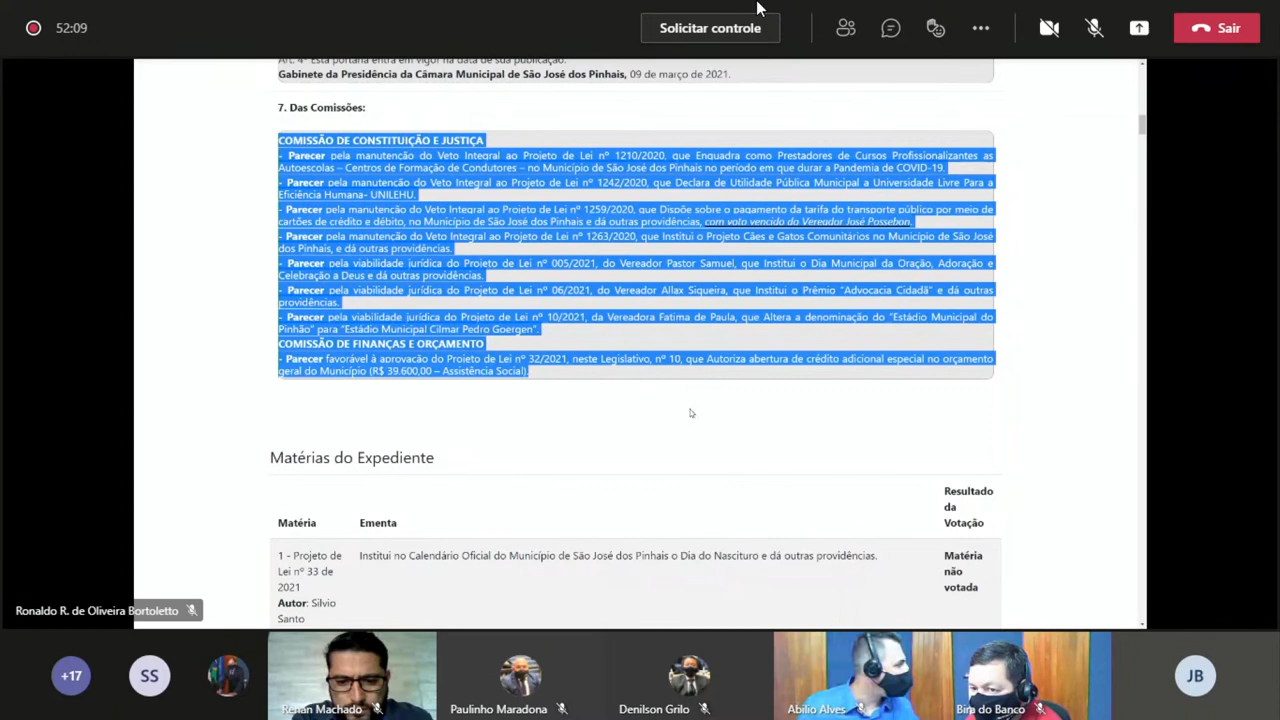 52:09
Solicitar controle
Sair
Art. 4º Esta portaria entra em vigor na data de sua publicação.
Gabinete da Presidência da Câmara Municipal de São José dos Pinhais, 09 de março de 2021.
7. Das Comissões:
COMISSÃO DE CONSTITUIÇÃO E JUSTIÇA
- Parecer pela manutenção do Veto Integral ao Projeto de Lei nº 1210/2020, que Enquadra como Prestadores de Cursos Profissionalizantes as
Autoescolas – Centros de Formação de Condutores – no Município de São José dos Pinhais no período em que durar a Pandemia de COVID-19.
- Parecer pela manutenção do Veto Integral ao Projeto de Lei nº 1242/2020, que Declara de Utilidade Pública Municipal a Universidade Livre Para a
Eficiência Humana- UNILEHU.
- Parecer pela manutenção do Veto Integral ao Projeto de Lei nº 1259/2020, que Dispõe sobre o pagamento da tarifa do transporte público por meio de
cartões de crédito e débito, no Município de São José dos Pinhais e dá outras providências, com voto vencido do Vereador José Possebon.
- Parecer pela manutenção do Veto Integral ao Projeto de Lei nº 1263/2020, que Institui o Projeto Cães e Gatos Comunitários no Município de São José
dos Pinhais, e dá outras providências.
- Parecer pela viabilidade jurídica do Projeto de Lei nº 005/2021, do Vereador Pastor Samuel, que Institui o Dia Municipal da Oração, Adoração e
Celebração a Deus e dá outras providências.
- Parecer pela viabilidade jurídica do Projeto de Lei nº 06/2021, do Vereador Allax Siqueira, que Institui o Prêmio “Advocacia Cidadã” e dá outras
providências.
- Parecer pela viabilidade jurídica do Projeto de Lei nº 10/2021, da Vereadora Fatima de Paula, que Altera a denominação do “Estádio Municipal do
Pinhão” para “Estádio Municipal Cilmar Pedro Goergen”.
COMISSÃO DE FINANÇAS E ORÇAMENTO
- Parecer favorável à aprovação do Projeto de Lei nº 32/2021, neste Legislativo, nº 10, que Autoriza abertura de crédito adicional especial no orçamento
geral do Município (R$ 39.600,00 – Assistência Social).
Matérias do Expediente
Resultado
da
Votação
Matéria
Ementa
1 - Projeto de
Lei nº 33 de
2021
Autor: Silvio
Santo
Institui no Calendário Oficial do Município de São José dos Pinhais o Dia do Nascituro e dá outras providências.
Matéria
não
votada
Ronaldo R. de Oliveira Bortoletto
+17
SS
Renan Machado
Paulinho Maradona
Denilson Grilo
Abílio Alves
Bira do Banco
JB